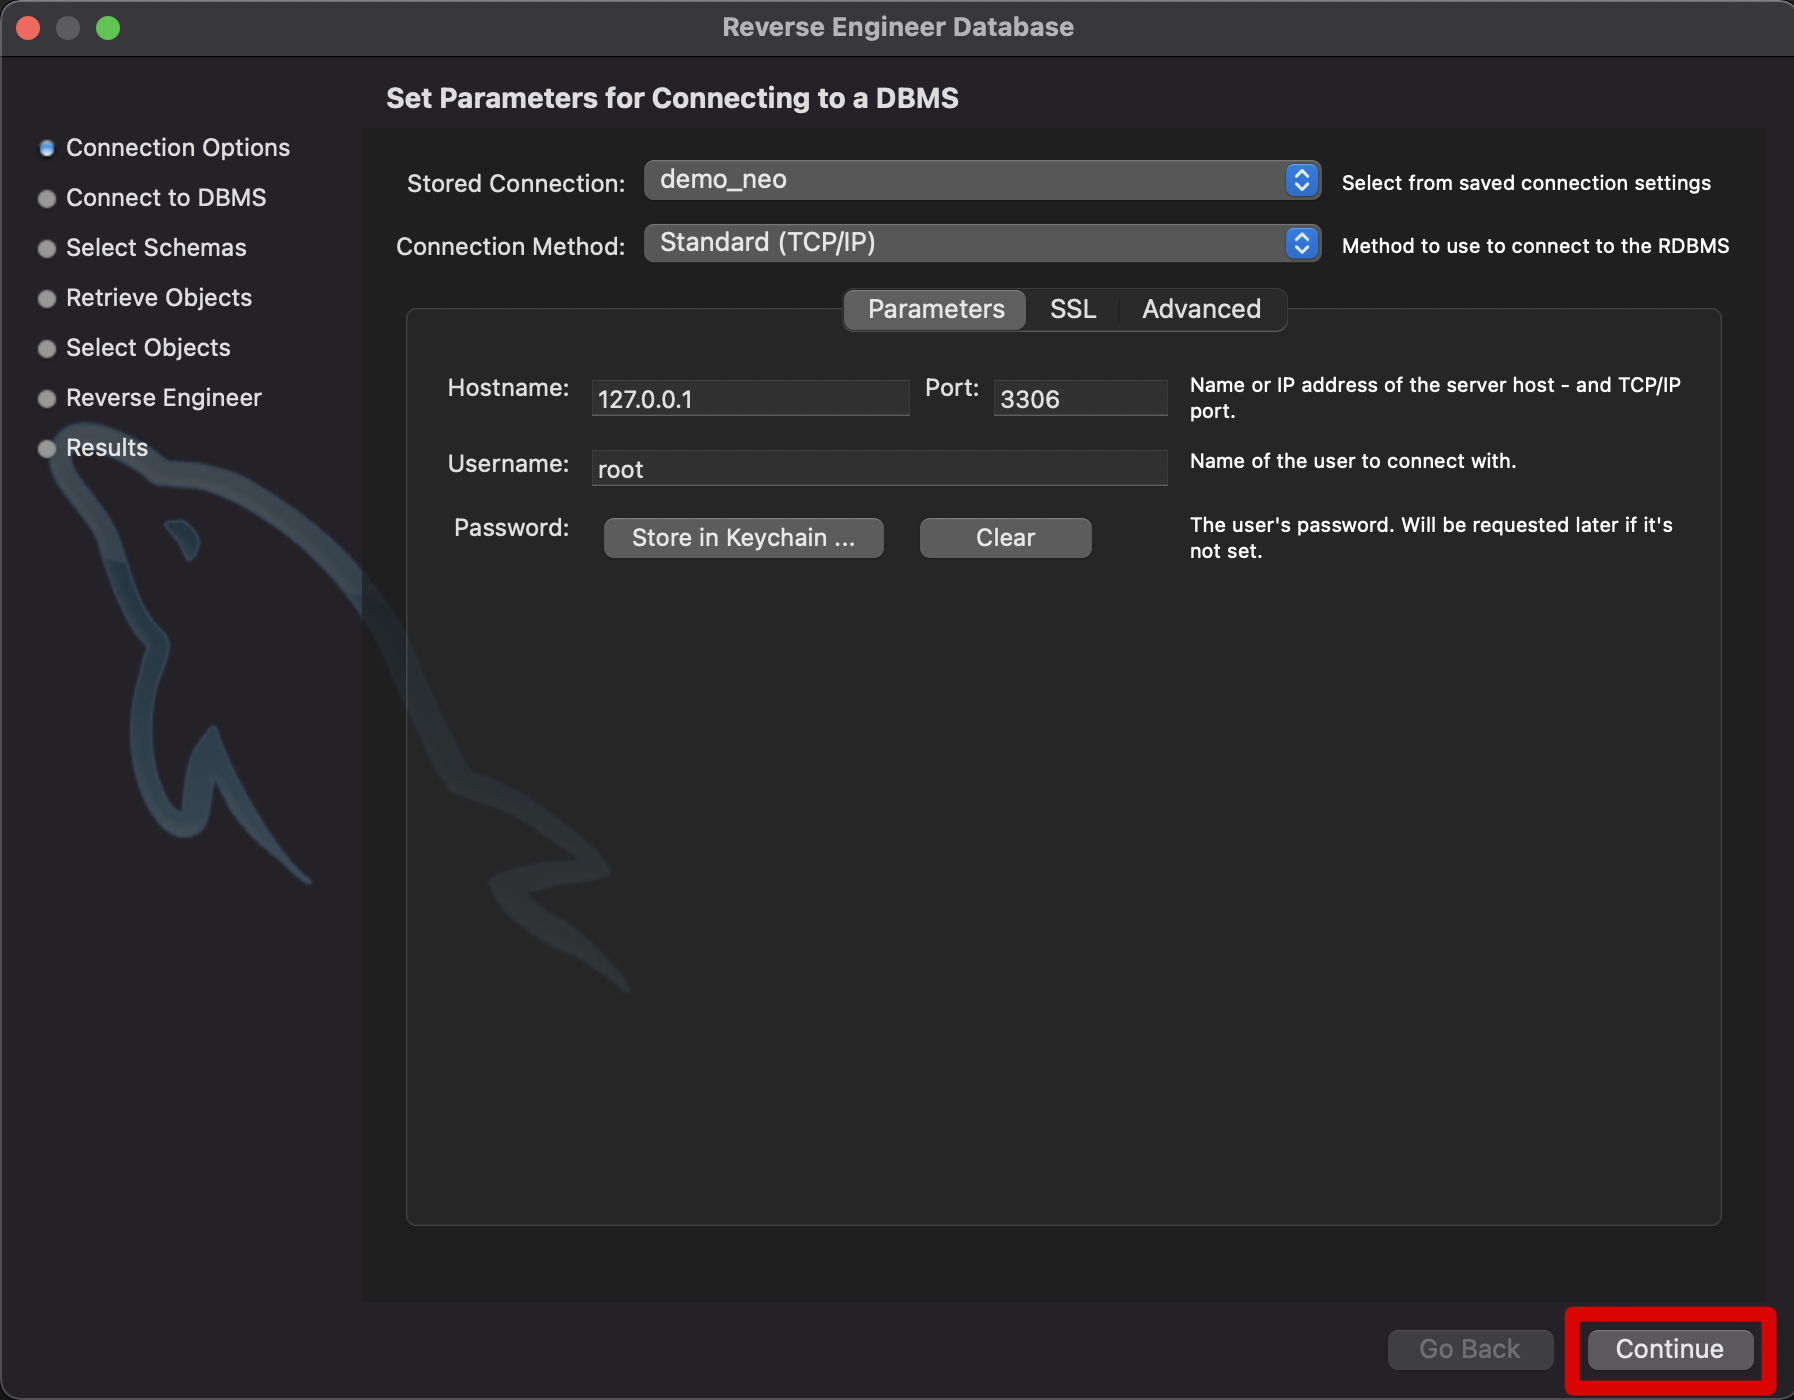 Reverse Engineer Database
Set Parameters for Connecting to a DBMS
Connection Options
Connect to DBMS
Select Schemas
Retrieve Objects
Select Objects
Reverse Engineer
Results
Stored Connection: demo_neo Select from saved connection settings
Connection Method: Standard (TCP/IP) Method to use to connect to the RDBMS
Parameters SSL Advanced
Hostname: 127.0.0.1 Port: 3306 Name or IP address of the server host - and TCP/IP
port.
Username: root Name of the user to connect with.
Password: Store in Keychain ... Clear The user's password. Will be requested later if it's
not set.
Go Back Continue